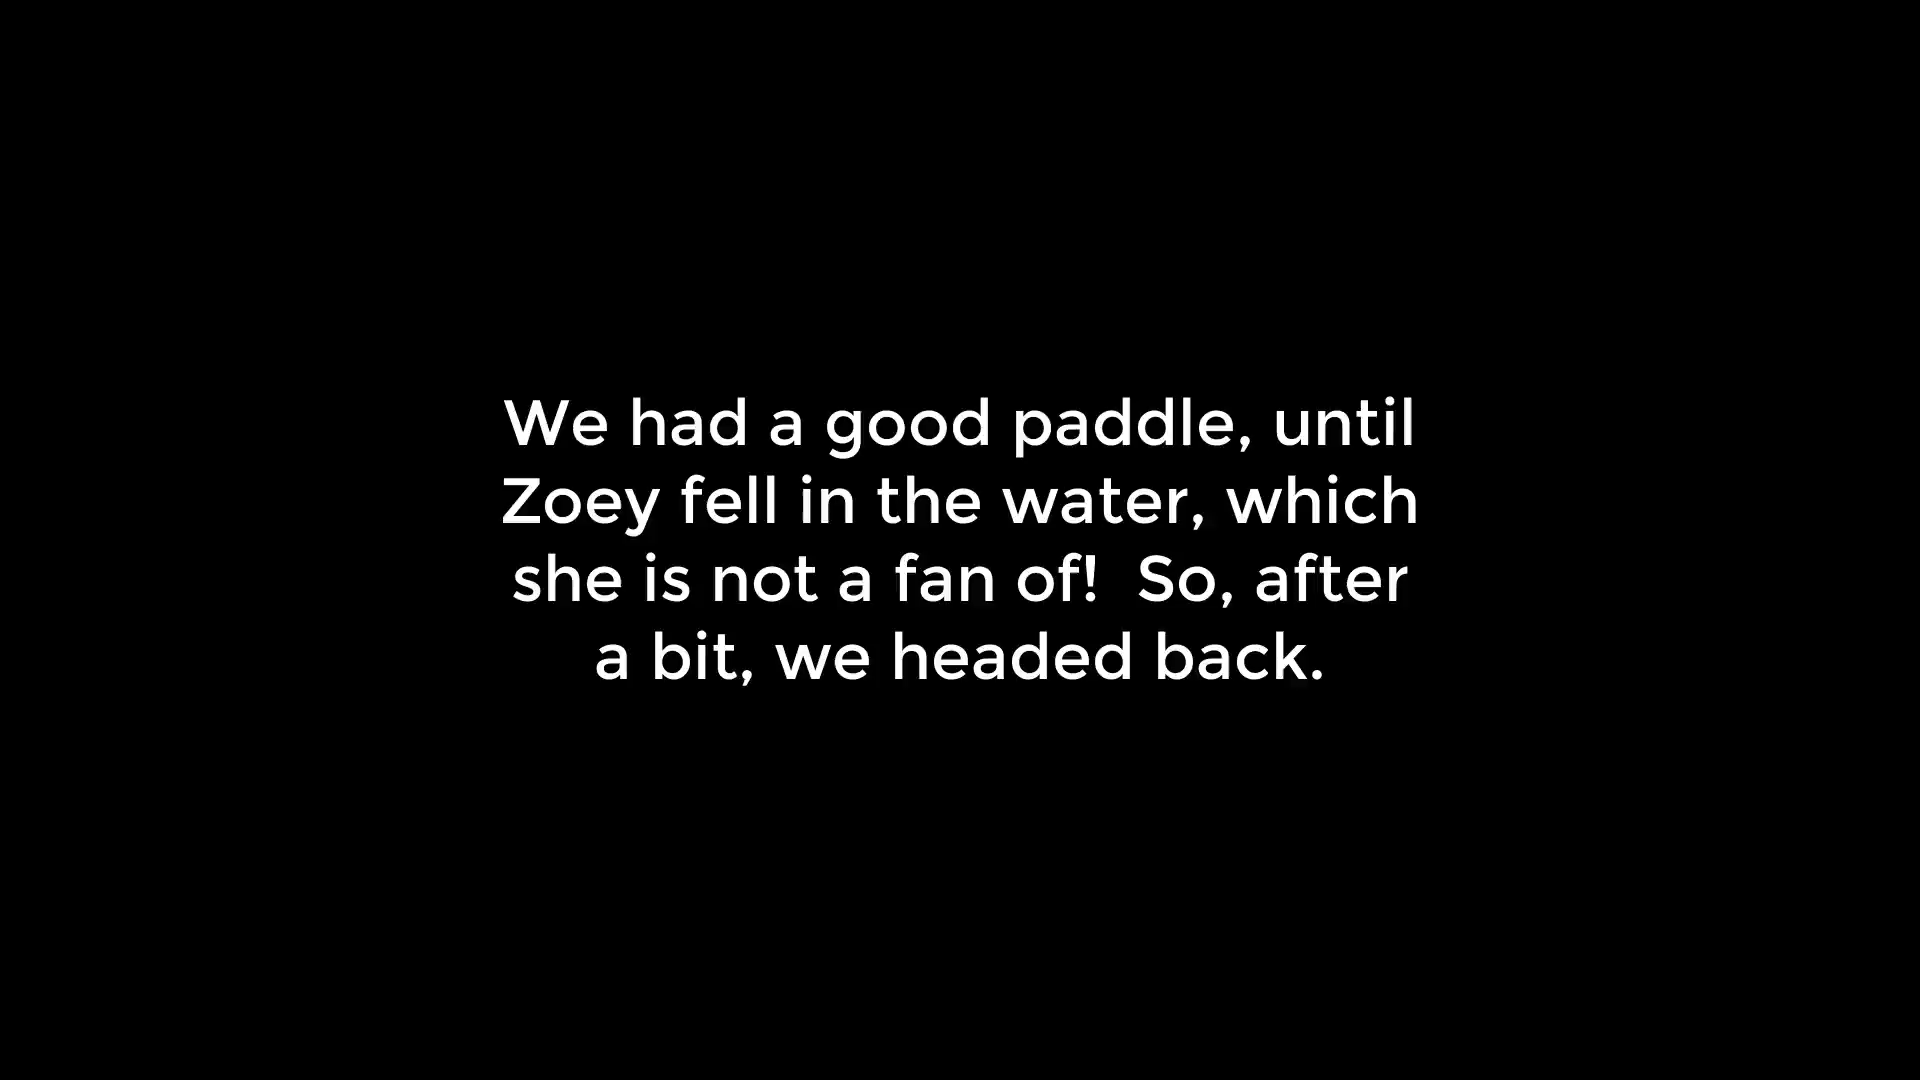 We had a good paddle, until
Zoey fell in the water, which
she is not a fan of!  So, after
a bit, we headed back.